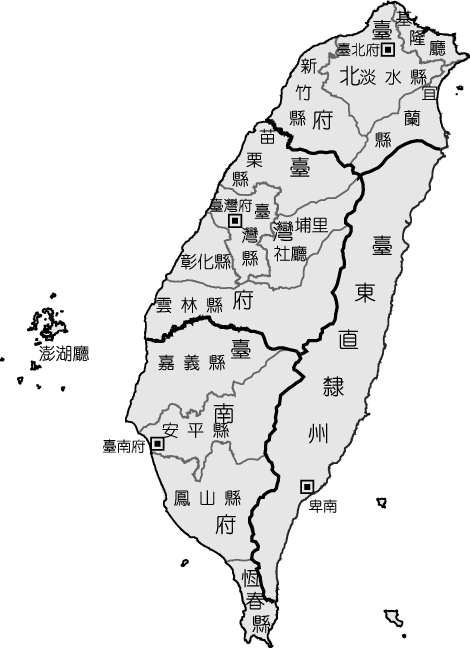 基隆廳
臺北府
臺北府
淡水縣
新竹縣
宜蘭縣
苗栗縣
臺灣府
臺灣府
臺灣縣
埔里社廳
彰化縣
雲林縣
臺東直隸州
澎湖廳
嘉義縣
臺南府
安平縣
臺南府
鳳山縣
卑南
恆春縣